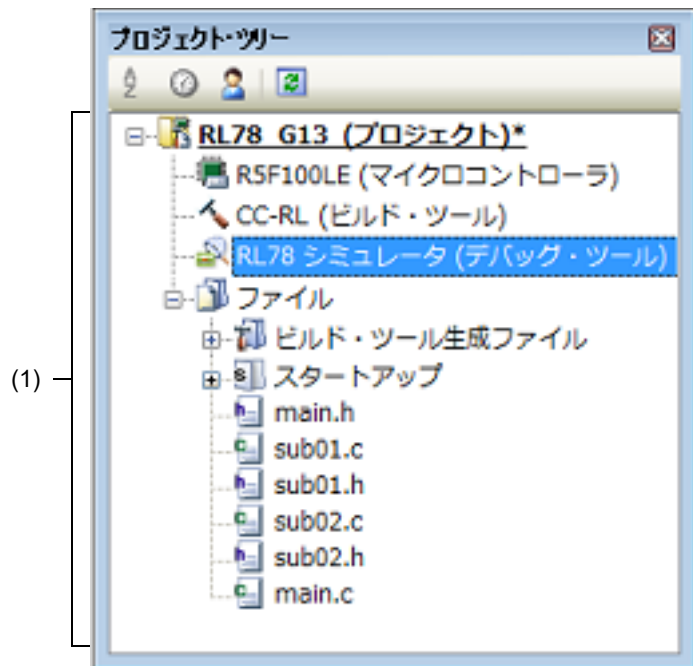 プロジェクト・ツリー
RL78_G13 (プロジェクト)*
R5F100LE (マイクロコントローラ)
CC-RL (ビルド・ツール)
RL78 シミュレータ (デバッグ・ツール)
ファイル
ビルド・ツール生成ファイル
スタートアップ
(1)
main.h
sub01.c
sub01.h
sub02.c
sub02.h
main.c